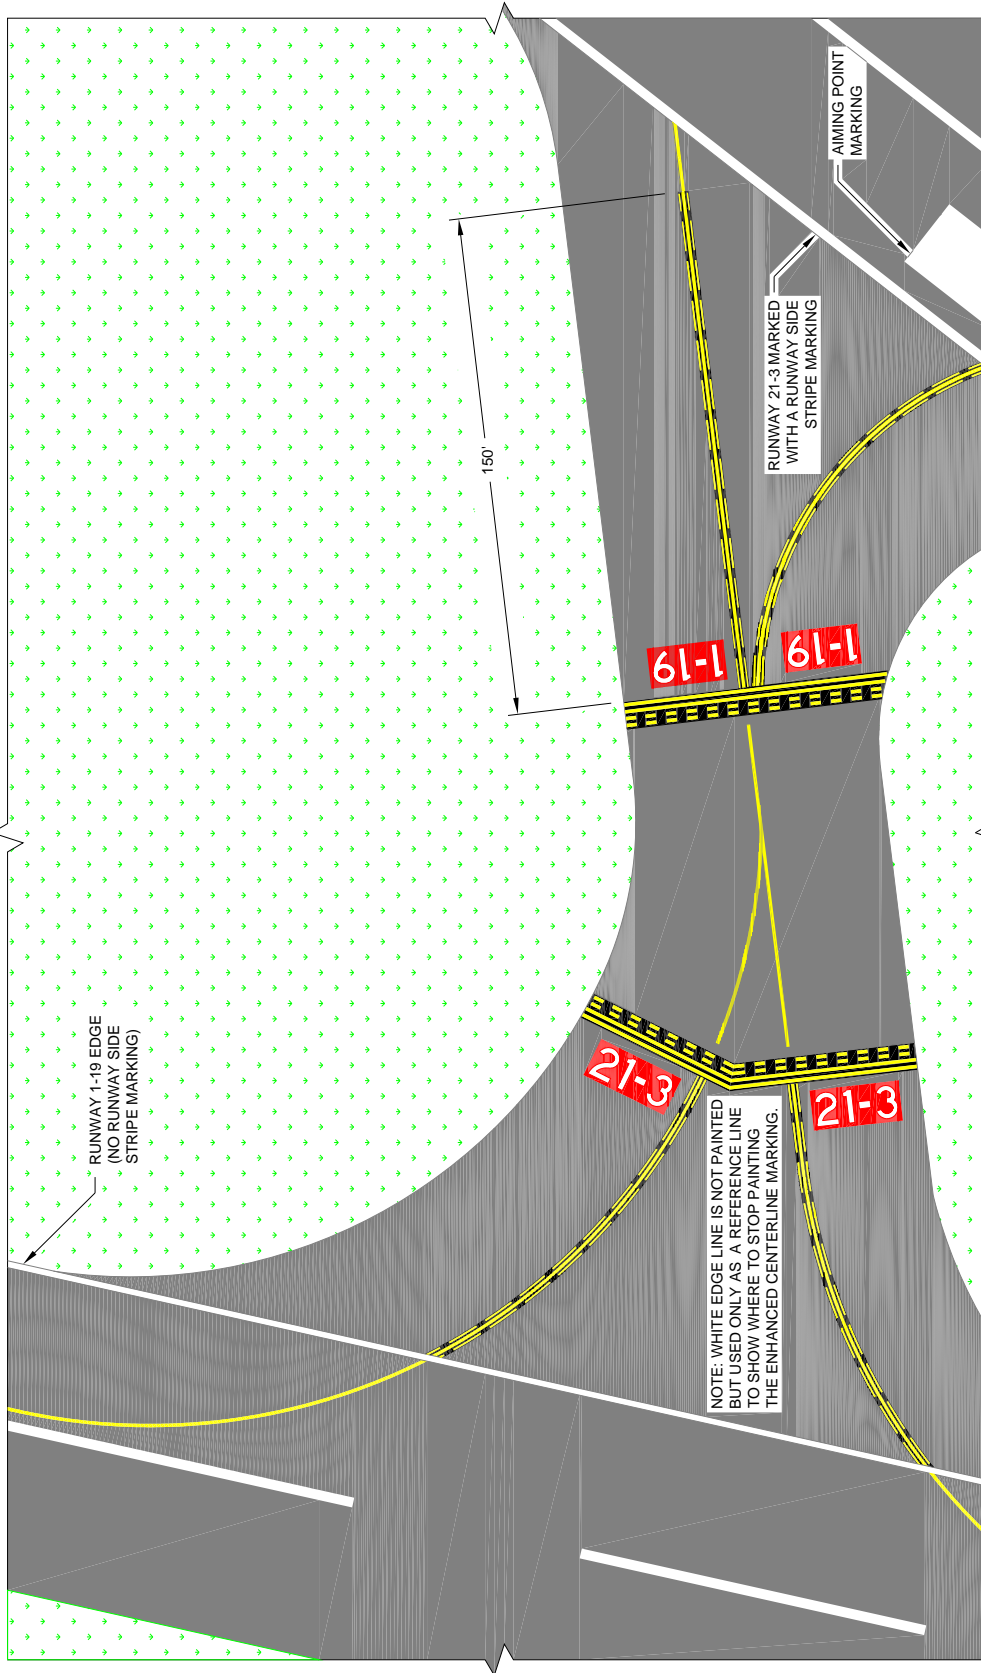 RUNWAY 1-19 EDGE
(NO RUNWAY SIDE
STRIPE MARKING)
150'
AIMING POINT
MARKING
RUNWAY 21-3 MARKED
WITH A RUNWAY SIDE
STRIPE MARKING
1-19
1-19
21-3
21-3
NOTE: WHITE EDGE LINE IS NOT PAINTED
BUT USED ONLY AS A REFERENCE LINE
TO SHOW WHERE TO STOP PAINTING
THE ENHANCED CENTERLINE MARKING.